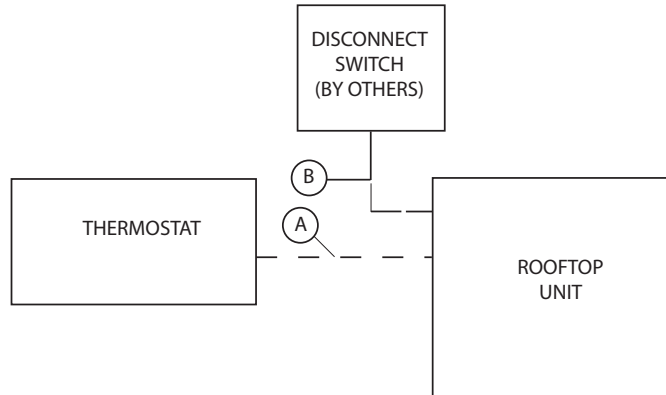 DISCONNECT
SWITCH
(BY OTHERS)
B
THERMOSTAT
A
ROOFTOP
UNIT